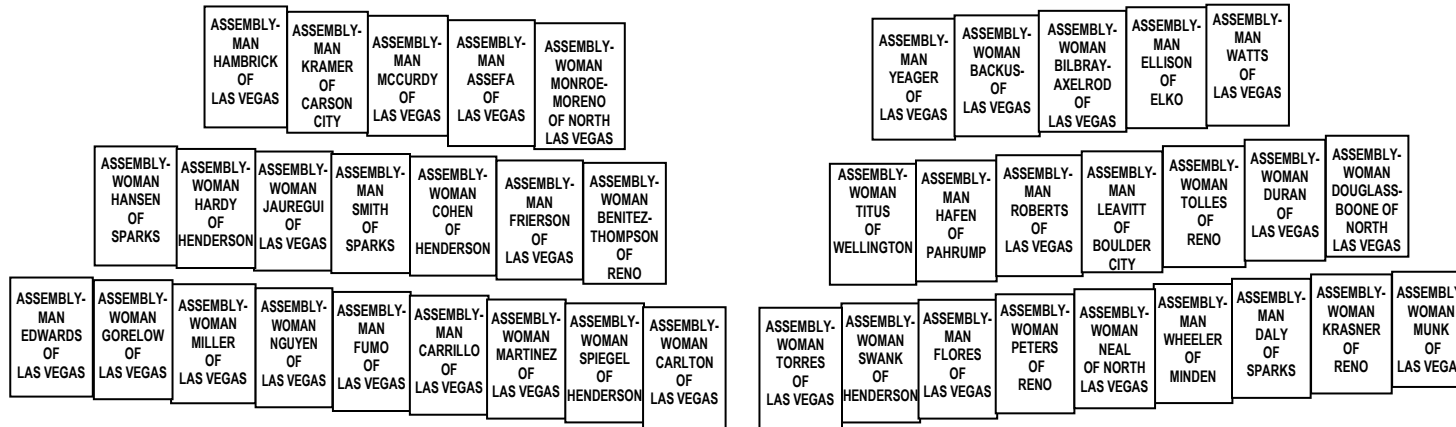 ASSEMBLY-
MAN
HAMBRICK
OF
LAS VEGAS
ASSEMBLY-
MAN
KRAMER
OF
CARSON
CITY
ASSEMBLY-
MAN
MCCURDY
OF
LAS VEGAS
ASSEMBLY-
MAN
ASSEFA
OF
LAS VEGAS
ASSEMBLY-
WOMAN
MONROE-
MORENO
OF NORTH
LAS VEGAS
ASSEMBLY-
MAN
YEAGER
OF
LAS VEGAS
ASSEMBLY-
WOMAN
BACKUS-
OF
LAS VEGAS
ASSEMBLY-
WOMAN
BILBRAY-
AXELROD
OF
LAS VEGAS
ASSEMBLY-
MAN
ELLISON
OF
ELKO
ASSEMBLY-
MAN
WATTS
OF
LAS VEGAS
ASSEMBLY-
WOMAN
HANSEN
OF
SPARKS
ASSEMBLY-
WOMAN
HARDY
OF
HENDERSON
ASSEMBLY-
WOMAN
JAUREGUI
OF
LAS VEGAS
ASSEMBLY-
MAN
SMITH
OF
SPARKS
ASSEMBLY-
WOMAN
COHEN
OF
HENDERSON
ASSEMBLY-
MAN
FRIERSON
OF
LAS VEGAS
ASSEMBLY-
WOMAN
BENITEZ-
THOMPSON
OF
RENO
ASSEMBLY-
WOMAN
TITUS
OF
WELLINGTON
ASSEMBLY-
MAN
HAFEN
OF
PAHRUMP
ASSEMBLY-
MAN
ROBERTS
OF
LAS VEGAS
ASSEMBLY-
MAN
LEAVITT
OF
BOULDER
CITY
ASSEMBLY-
WOMAN
TOLLES
OF
RENO
ASSEMBLY-
WOMAN
DURAN
OF
LAS VEGAS
ASSEMBLY-
WOMAN
DOUGLASS-
BOONE OF
NORTH
LAS VEGAS
ASSEMBLY-
MAN
EDWARDS
OF
LAS VEGAS
ASSEMBLY-
WOMAN
GORELOW
OF
LAS VEGAS
ASSEMBLY-
WOMAN
MILLER
OF
LAS VEGAS
ASSEMBLY-
WOMAN
NGUYEN
OF
LAS VEGAS
ASSEMBLY-
MAN
FUMO
OF
LAS VEGAS
ASSEMBLY-
MAN
CARRILLO
OF
LAS VEGAS
ASSEMBLY-
WOMAN
MARTINEZ
OF
LAS VEGAS
ASSEMBLY-
WOMAN
SPIEGEL
OF
HENDERSON
ASSEMBLY-
WOMAN
CARLTON
OF
LAS VEGAS
ASSEMBLY-
WOMAN
TORRES
OF
LAS VEGAS
ASSEMBLY-
WOMAN
SWANK
OF
HENDERSON
ASSEMBLY-
MAN
FLORES
OF
LAS VEGAS
ASSEMBLY-
WOMAN
PETERS
OF
RENO
ASSEMBLY-
WOMAN
NEAL
OF NORTH
LAS VEGAS
ASSEMBLY-
MAN
WHEELER
OF
MINDEN
ASSEMBLY-
MAN
DALY
OF
SPARKS
ASSEMBLY-
WOMAN
KRASNER
OF
RENO
ASSEMBLY
WOMAN
MUNK
OF
LAS VEGA